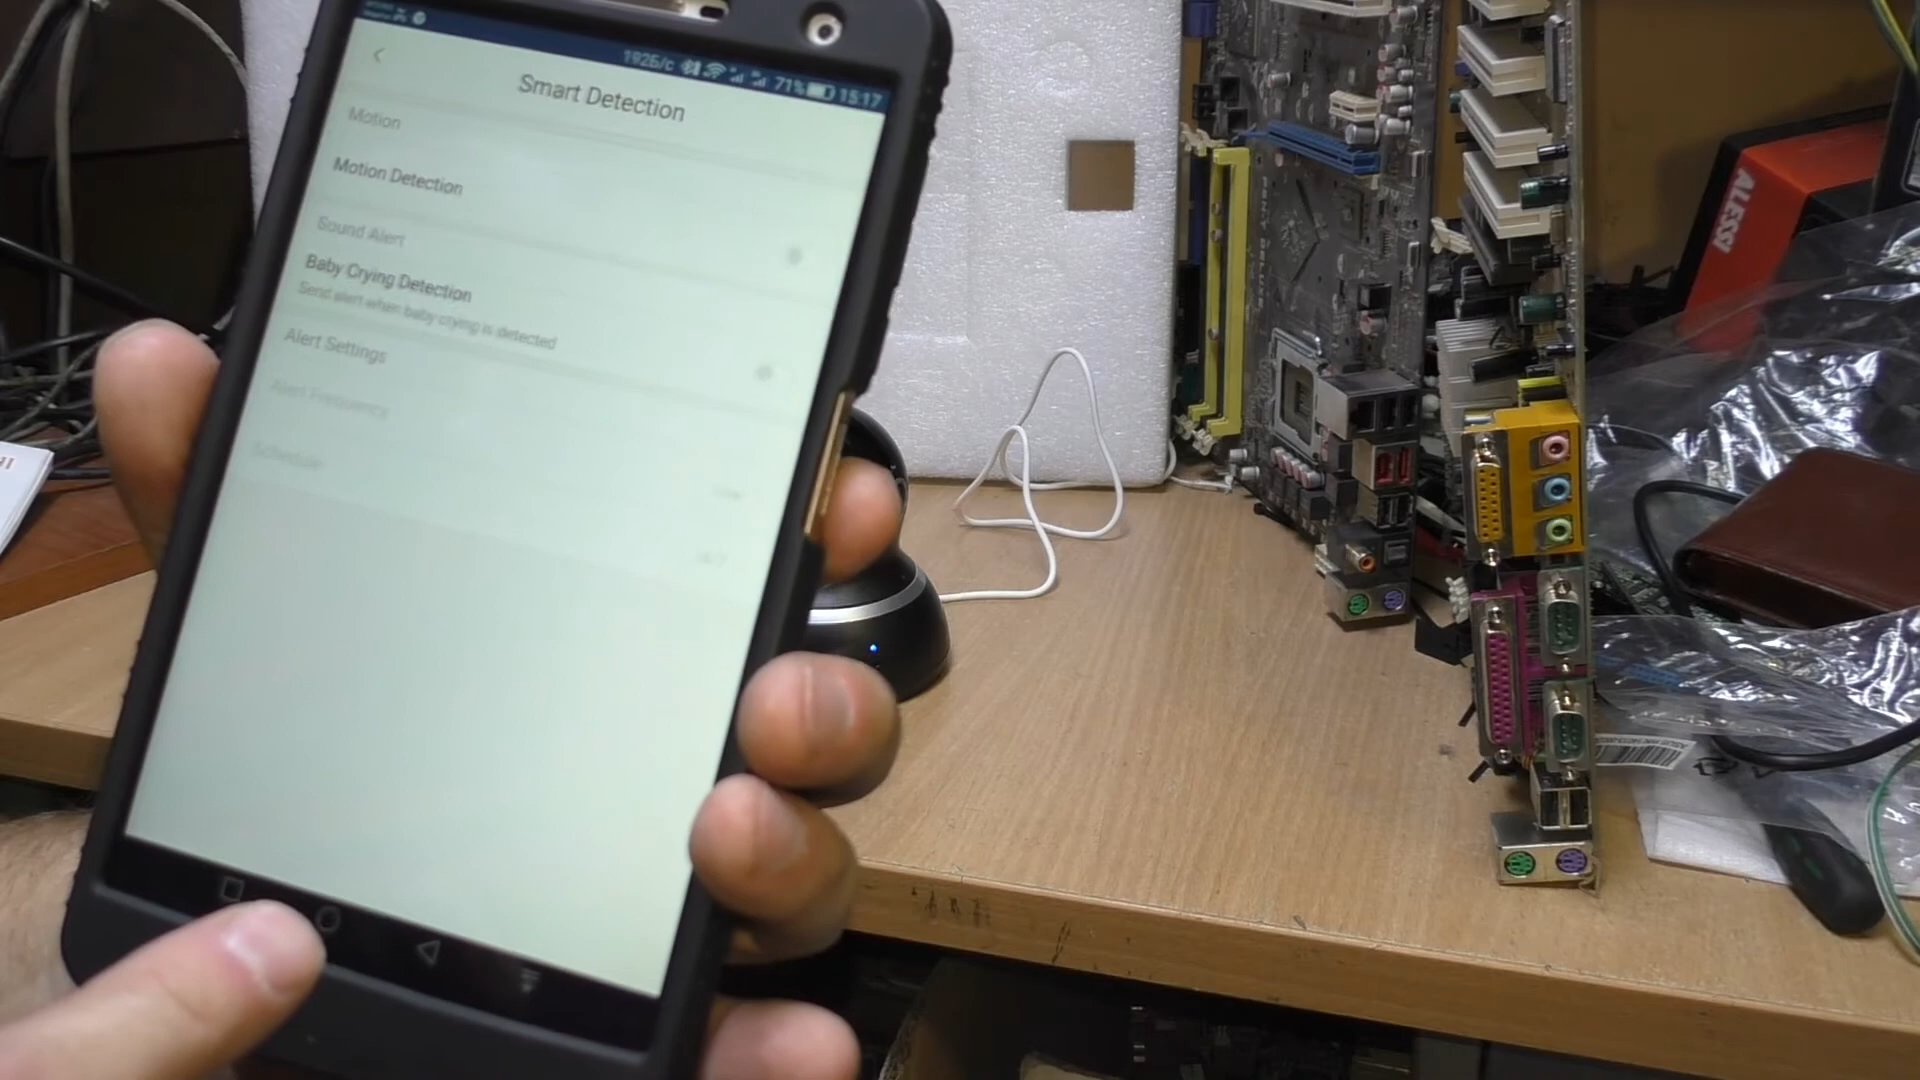 192Б/с 71% 15:17
Smart Detection
Motion
Motion Detection
Sound Alert
Baby Crying Detection
Send alert when baby crying is detected
Alert Settings
Alert Frequency
Schedule
ALESSI